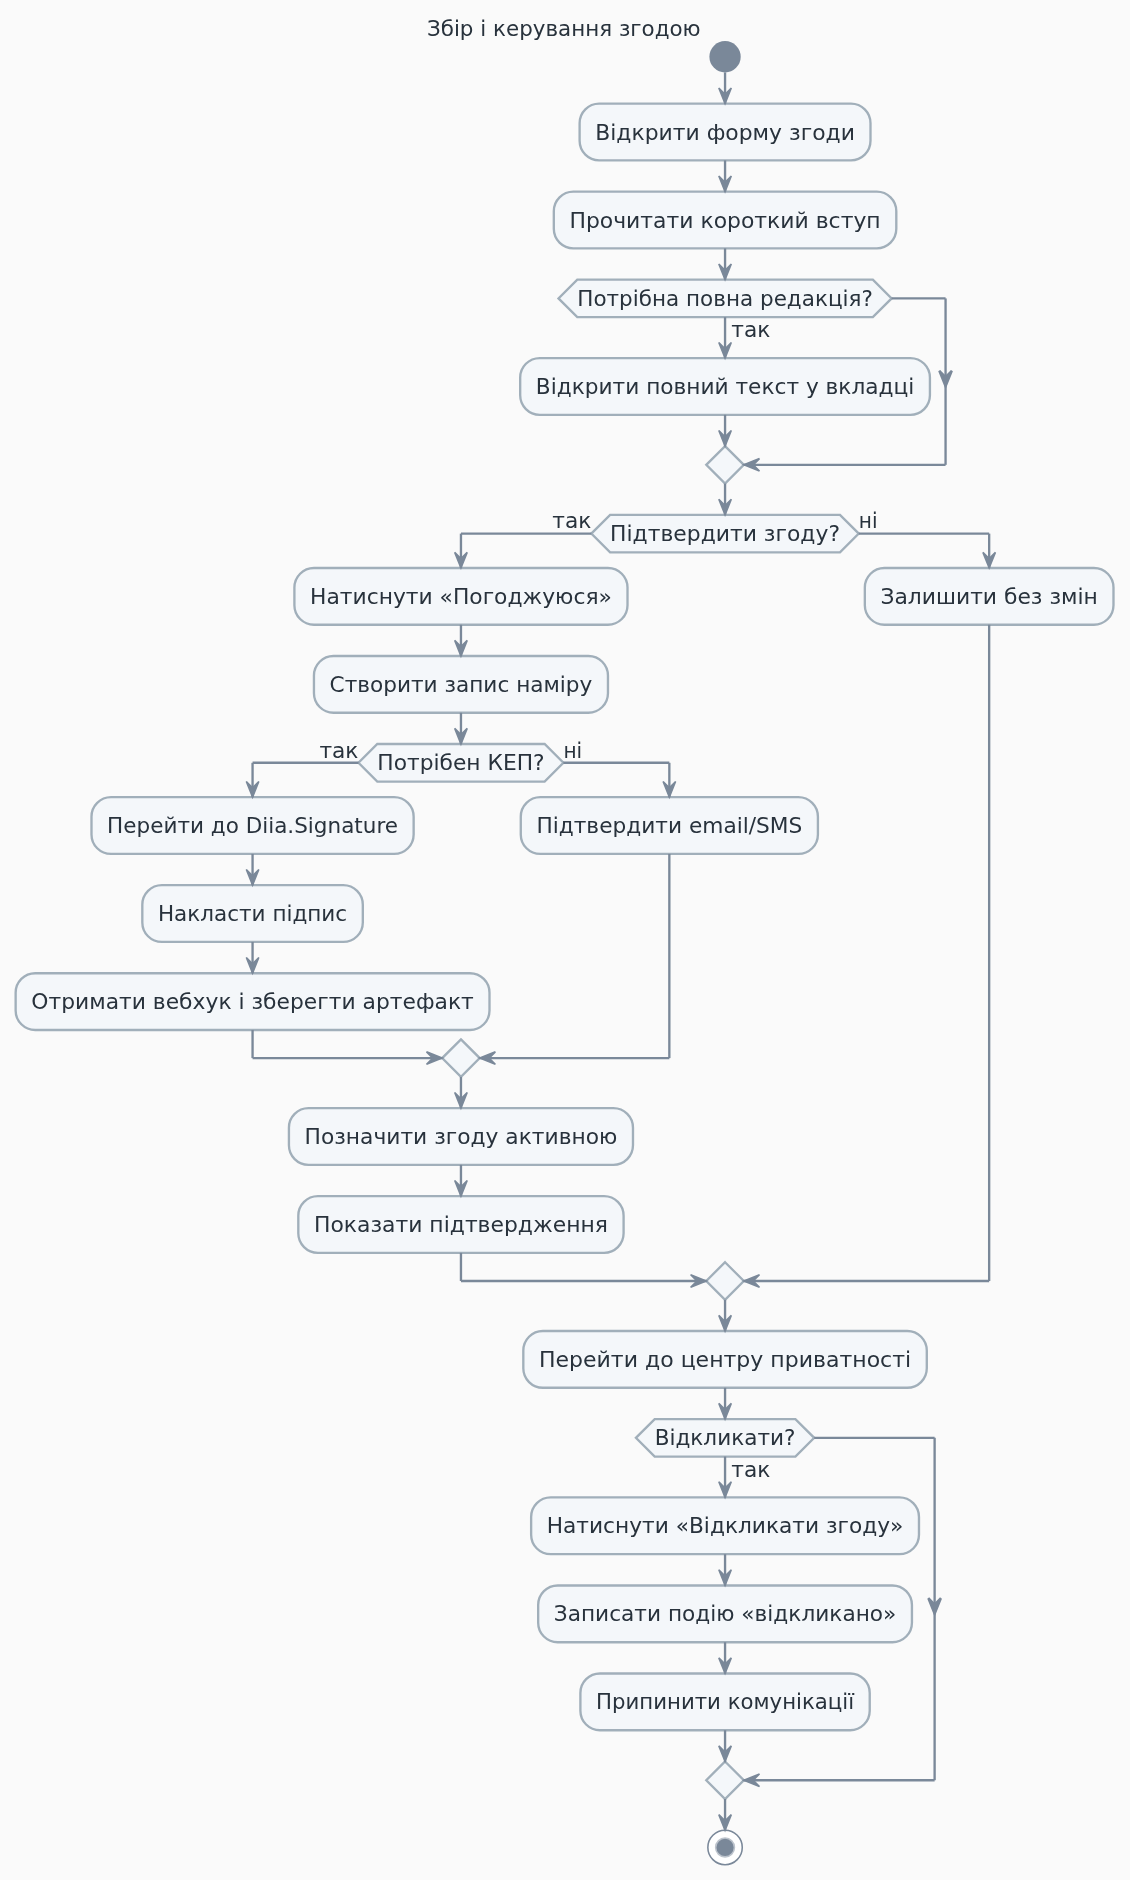 Збір і керування згодою
Відкрити форму згоди
Прочитати короткий вступ
Потрібна повна редакція?
так
Відкрити повний текст у вкладці
так
Підтвердити згоду?
ні
Натиснути «Погоджуюся»
Залишити без змін
Створити запис наміру
так
Потрібен КЕП?
ні
Перейти до Diia.Signature
Підтвердити email/SMS
Накласти підпис
Отримати вебхук і зберегти артефакт
Позначити згоду активною
Показати підтвердження
Перейти до центру приватності
Відкликати?
так
Натиснути «Відкликати згоду»
Записати подію «відкликано»
Припинити комунікації